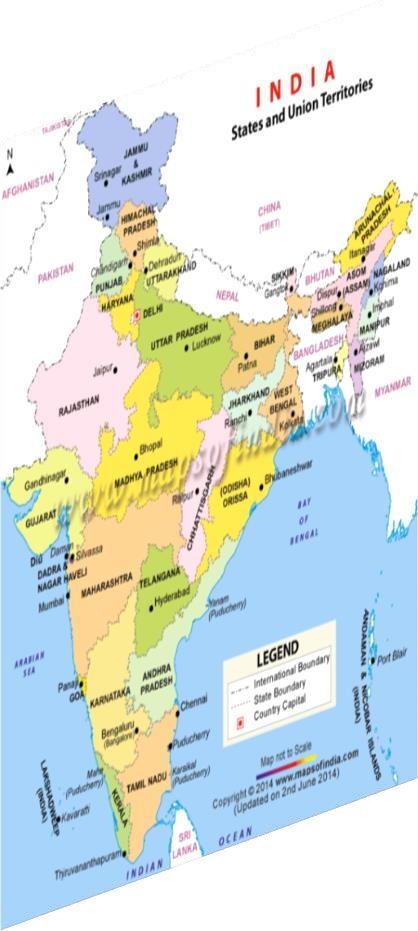 INDIA
States and Union Territories
N
TAJIKISTAN
AFGHANISTAN
JAMMU
&
KASHMIR
Srinagar
Jammu
CHINA
(TIBET)
HIMACHAL
PRADESH
Shimla
ARUNACHAL
PRADESH
Itanagar
PAKISTAN
Chandigarh
PUNJAB
Dehradun
UTTARAKHAND
HARYANA
DELHI
NEPAL
SIKKIM
Gangtok
BHUTAN
ASOM
(ASSAM)
Dispur
NAGALAND
Kohima
Shillong
MEGHALAYA
Imphal
MANIPUR
UTTAR PRADESH
Lucknow
BIHAR
Patna
BANGLADESH
Agartala
TRIPURA
Aizawl
MIZORAM
MYANMAR
Jaipur
RAJASTHAN
JHARKHAND
Ranchi
WEST
BENGAL
Kolkata
www.mapsofindia.com
Bhopal
MADHYA PRADESH
Gandhinagar
GUJARAT
Raipur
CHHATTISGARH
(ODISHA)
ORISSA
Bhubaneshwar
BAY
OF
BENGAL
Diu
Daman
Silvassa
DADRA &
NAGAR HAVELI
Mumbai
MAHARASHTRA
TELANGANA
Hyderabad
Yanam
(Puducherry)
ARABIAN
SEA
Panaji
GOA
KARNATAKA
ANDHRA
PRADESH
Bengaluru
(Bangalore)
Chennai
Puducherry
Mahe
(Puducherry)
Karaikal
(Puducherry)
TAMIL NADU
KERALA
LAKSHADWEEP
(INDIA)
Kavaratti
Thiruvananthapuram
INDIAN OCEAN
SRI
LANKA
ANDAMAN & NICOBAR ISLANDS
(INDIA)
Port Blair
LEGEND
International Boundary
State Boundary
Country Capital
Map not to Scale
Copyright © 2014 www.mapsofindia.com
(Updated on 2nd June 2014)